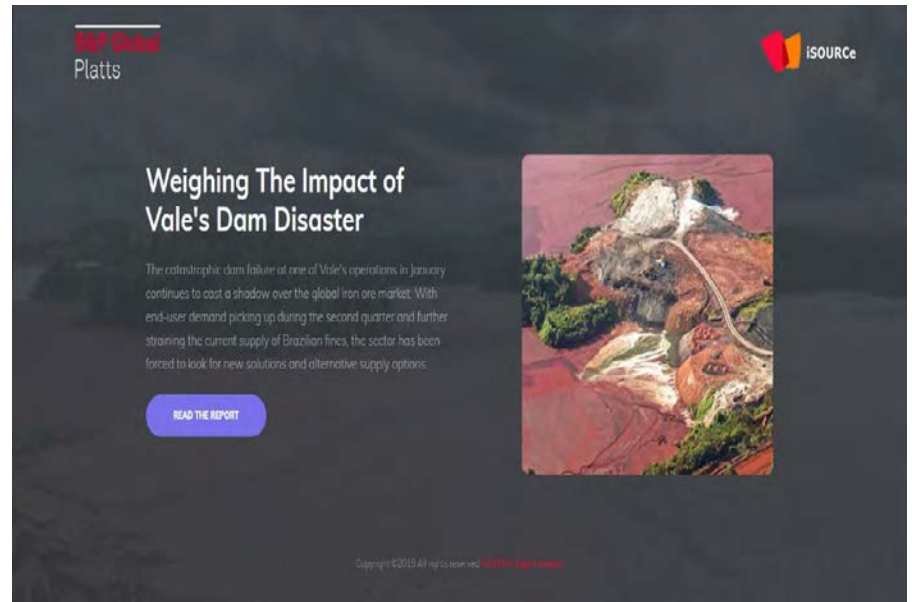 S&P Global
Platts
iSOURCe
Weighing The Impact of
Vale's Dam Disaster
The catastrophic dam failure at one of Vale's operations in January
continues to cast a shadow over the global iron ore market. With
end-user demand picking up during the second quarter and further
straining the current supply of Brazilian fines, the sector has been
forced to look for new solutions and alternative supply options.
READ THE REPORT
Copyright ©2019 All rights reserved